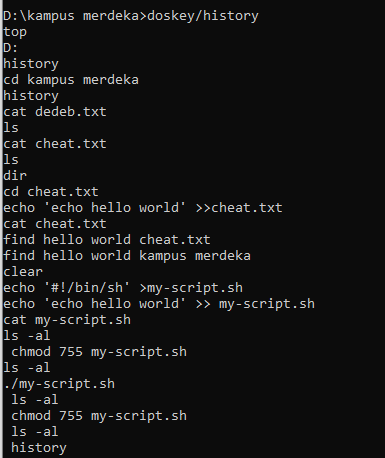 D:\kampus merdeka>doskey/history
top
D:
history
cd kampus merdeka
history
cat dedeb.txt
ls
cat cheat.txt
ls
dir
cd cheat.txt
echo 'echo hello world' >>cheat.txt
cat cheat.txt
find hello world cheat.txt
find hello world kampus merdeka
clear
echo '#!/bin/sh' >my-script.sh
echo 'echo hello world' >> my-script.sh
cat my-script.sh
ls -al
 chmod 755 my-script.sh
ls -al
./my-script.sh
 ls -al
 chmod 755 my-script.sh
 ls -al
 history